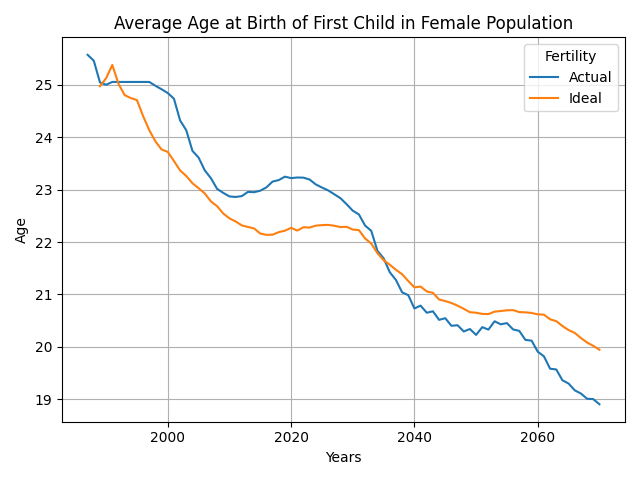 Average Age at Birth of First Child in Female Population
Fertility
Actual
Ideal
Age
25
24
23
22
21
20
19
2000 2020 2040 2060
Years